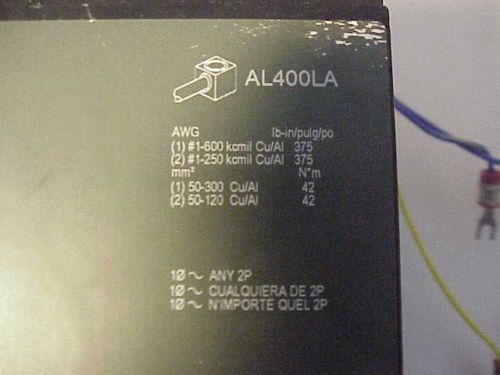 AL400LA
AWG lb-in/pulg/po
(1) #1-600 kcmil Cu/Al 375
(2) #1-250 kcmil Cu/Al 375
mm² N*m
(1) 50-300 Cu/Al 42
(2) 50-120 Cu/Al 42
1Ø ~ ANY 2P
1Ø ~ CUALQUIERA DE 2P
1Ø ~ N'IMPORTE QUEL 2P